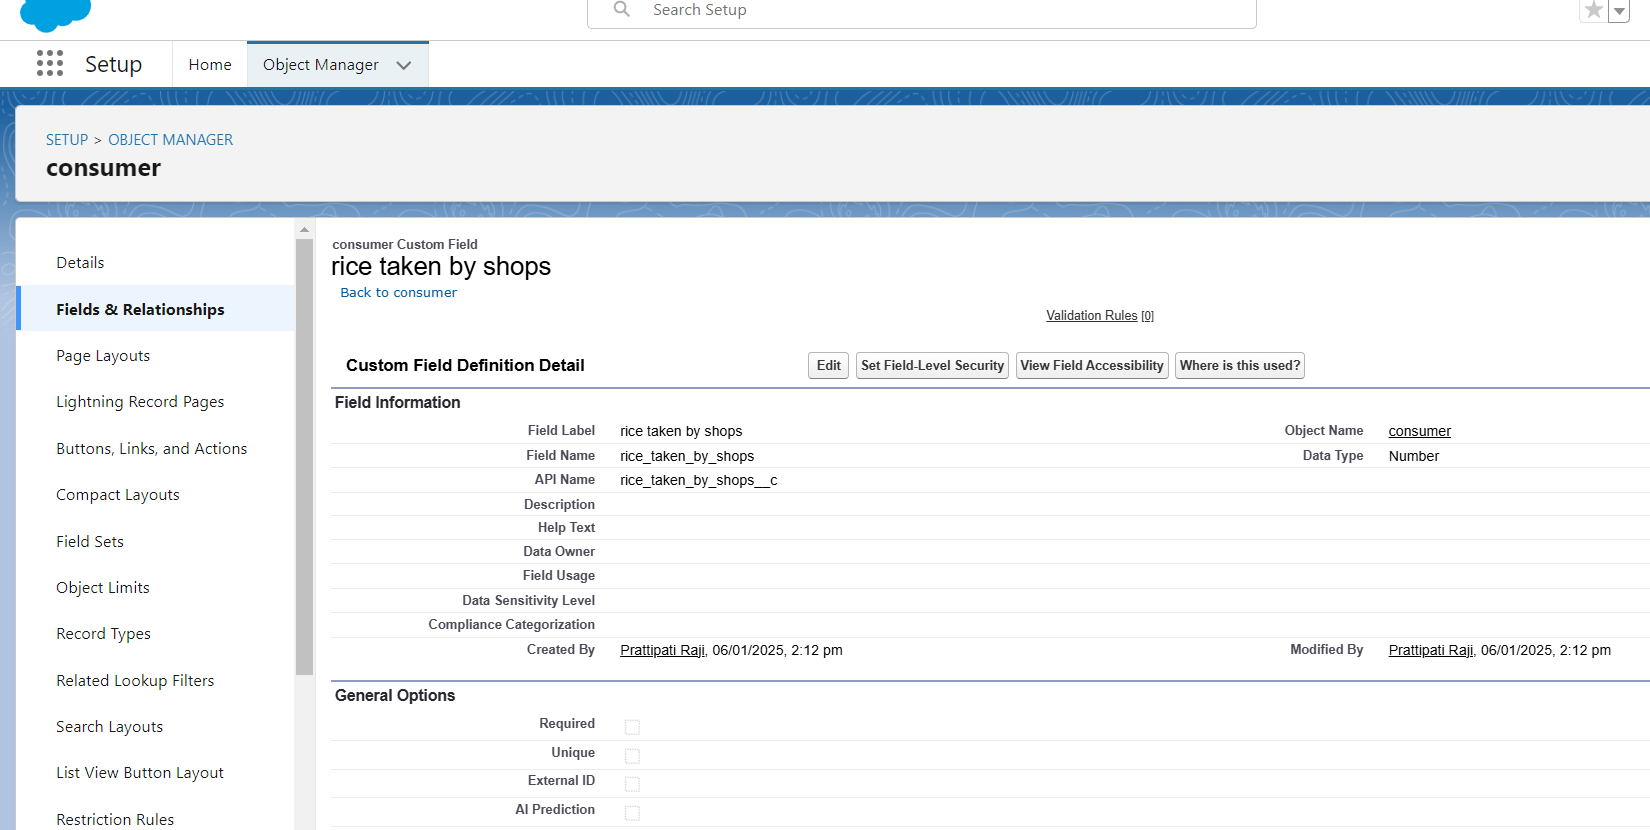 Search Setup
Setup
Home
Object Manager
SETUP > OBJECT MANAGER
consumer
Details
Fields & Relationships
Page Layouts
Lightning Record Pages
Buttons, Links, and Actions
Compact Layouts
Field Sets
Object Limits
Record Types
Related Lookup Filters
Search Layouts
List View Button Layout
Restriction Rules
consumer Custom Field
rice taken by shops
Back to consumer
Validation Rules [0]
Custom Field Definition Detail
Edit
Set Field-Level Security
View Field Accessibility
Where is this used?
Field Information
Field Label rice taken by shops Object Name consumer
Field Name rice_taken_by_shops Data Type Number
API Name rice_taken_by_shops__c
Description
Help Text
Data Owner
Field Usage
Data Sensitivity Level
Compliance Categorization
Created By Prattipati Raji, 06/01/2025, 2:12 pm Modified By Prattipati Raji, 06/01/2025, 2:12 pm
General Options
Required
Unique
External ID
AI Prediction